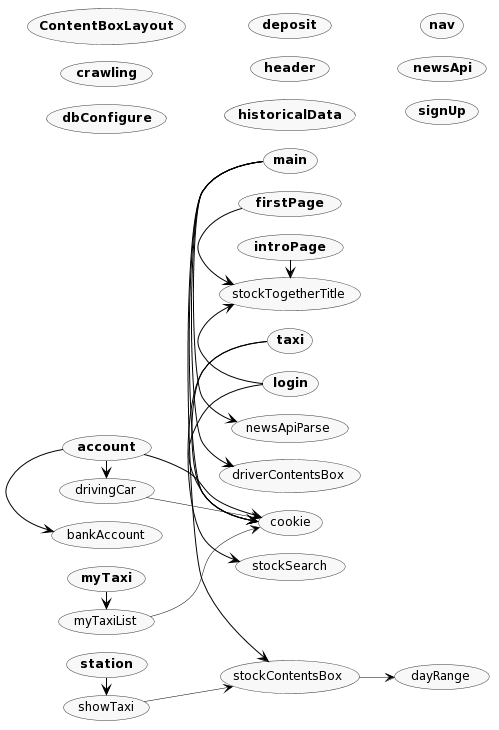 ContentBoxLayout
deposit
nav
crawling
header
newsApi
dbConfigure
historicalData
signUp
main
firstPage
introPage
stockTogetherTitle
taxi
login
newsApiParse
account
driverContentsBox
drivingCar
cookie
bankAccount
stockSearch
myTaxi
myTaxiList
station
stockContentsBox
dayRange
showTaxi